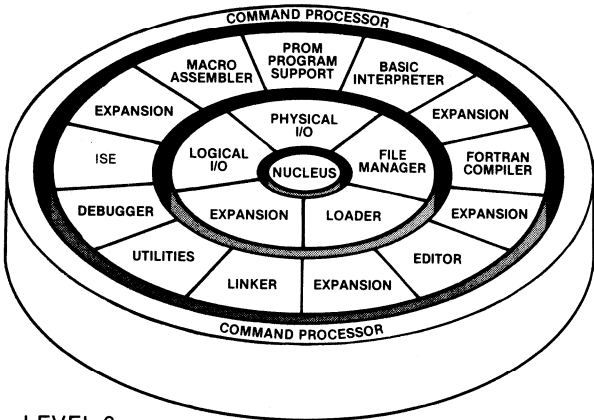 COMMAND PROCESSOR
PROM
PROGRAM
SUPPORT
MACRO
ASSEMBLER
BASIC
INTERPRETER
EXPANSION
EXPANSION
PHYSICAL
I/O
ISE
LOGICAL
I/O
NUCLEUS
FILE
MANAGER
FORTRAN
COMPILER
DEBUGGER
EXPANSION
LOADER
EXPANSION
UTILITIES
EDITOR
LINKER
EXPANSION
COMMAND PROCESSOR